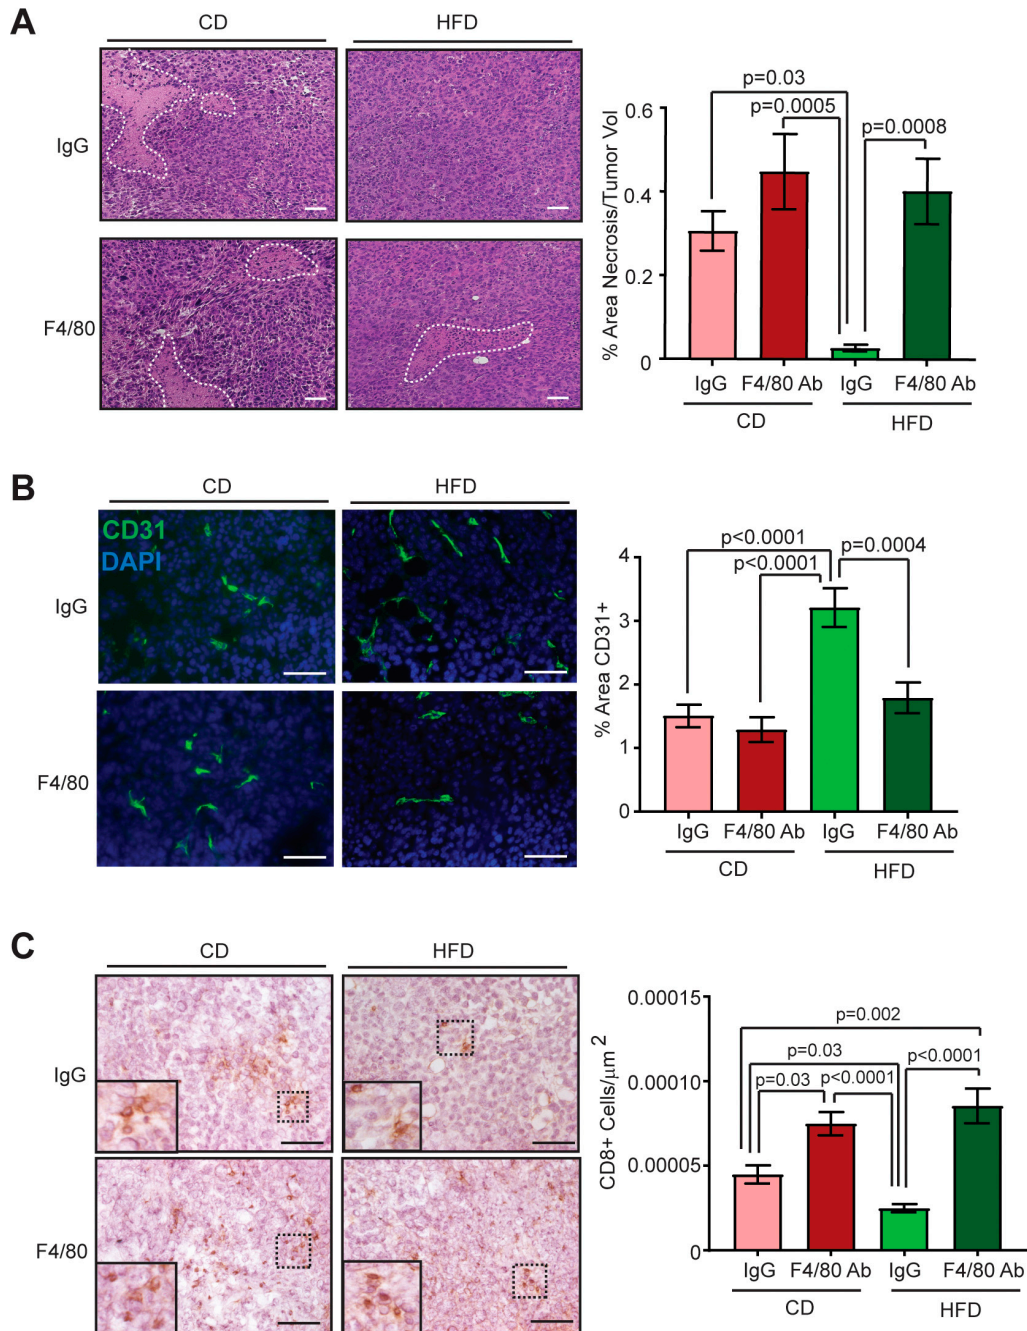 A
CD
HFD
IgG
F4/80
% Area Necrosis/Tumor Vol
0.6
0.4
0.2
0
p=0.03
p=0.0005
p=0.0008
IgG
F4/80 Ab
IgG
F4/80 Ab
CD
HFD
B
CD
HFD
CD31
DAPI
IgG
F4/80
% Area CD31+
4
3
2
1
0
p<0.0001
p<0.0001
p=0.0004
IgG
F4/80 Ab
IgG
F4/80 Ab
CD
HFD
C
CD
HFD
IgG
F4/80
CD8+ Cells/μm²
0.00015
0.00010
0.00005
0
p=0.002
p=0.03
p=0.03
p<0.0001
p<0.0001
IgG
F4/80 Ab
IgG
F4/80 Ab
CD
HFD